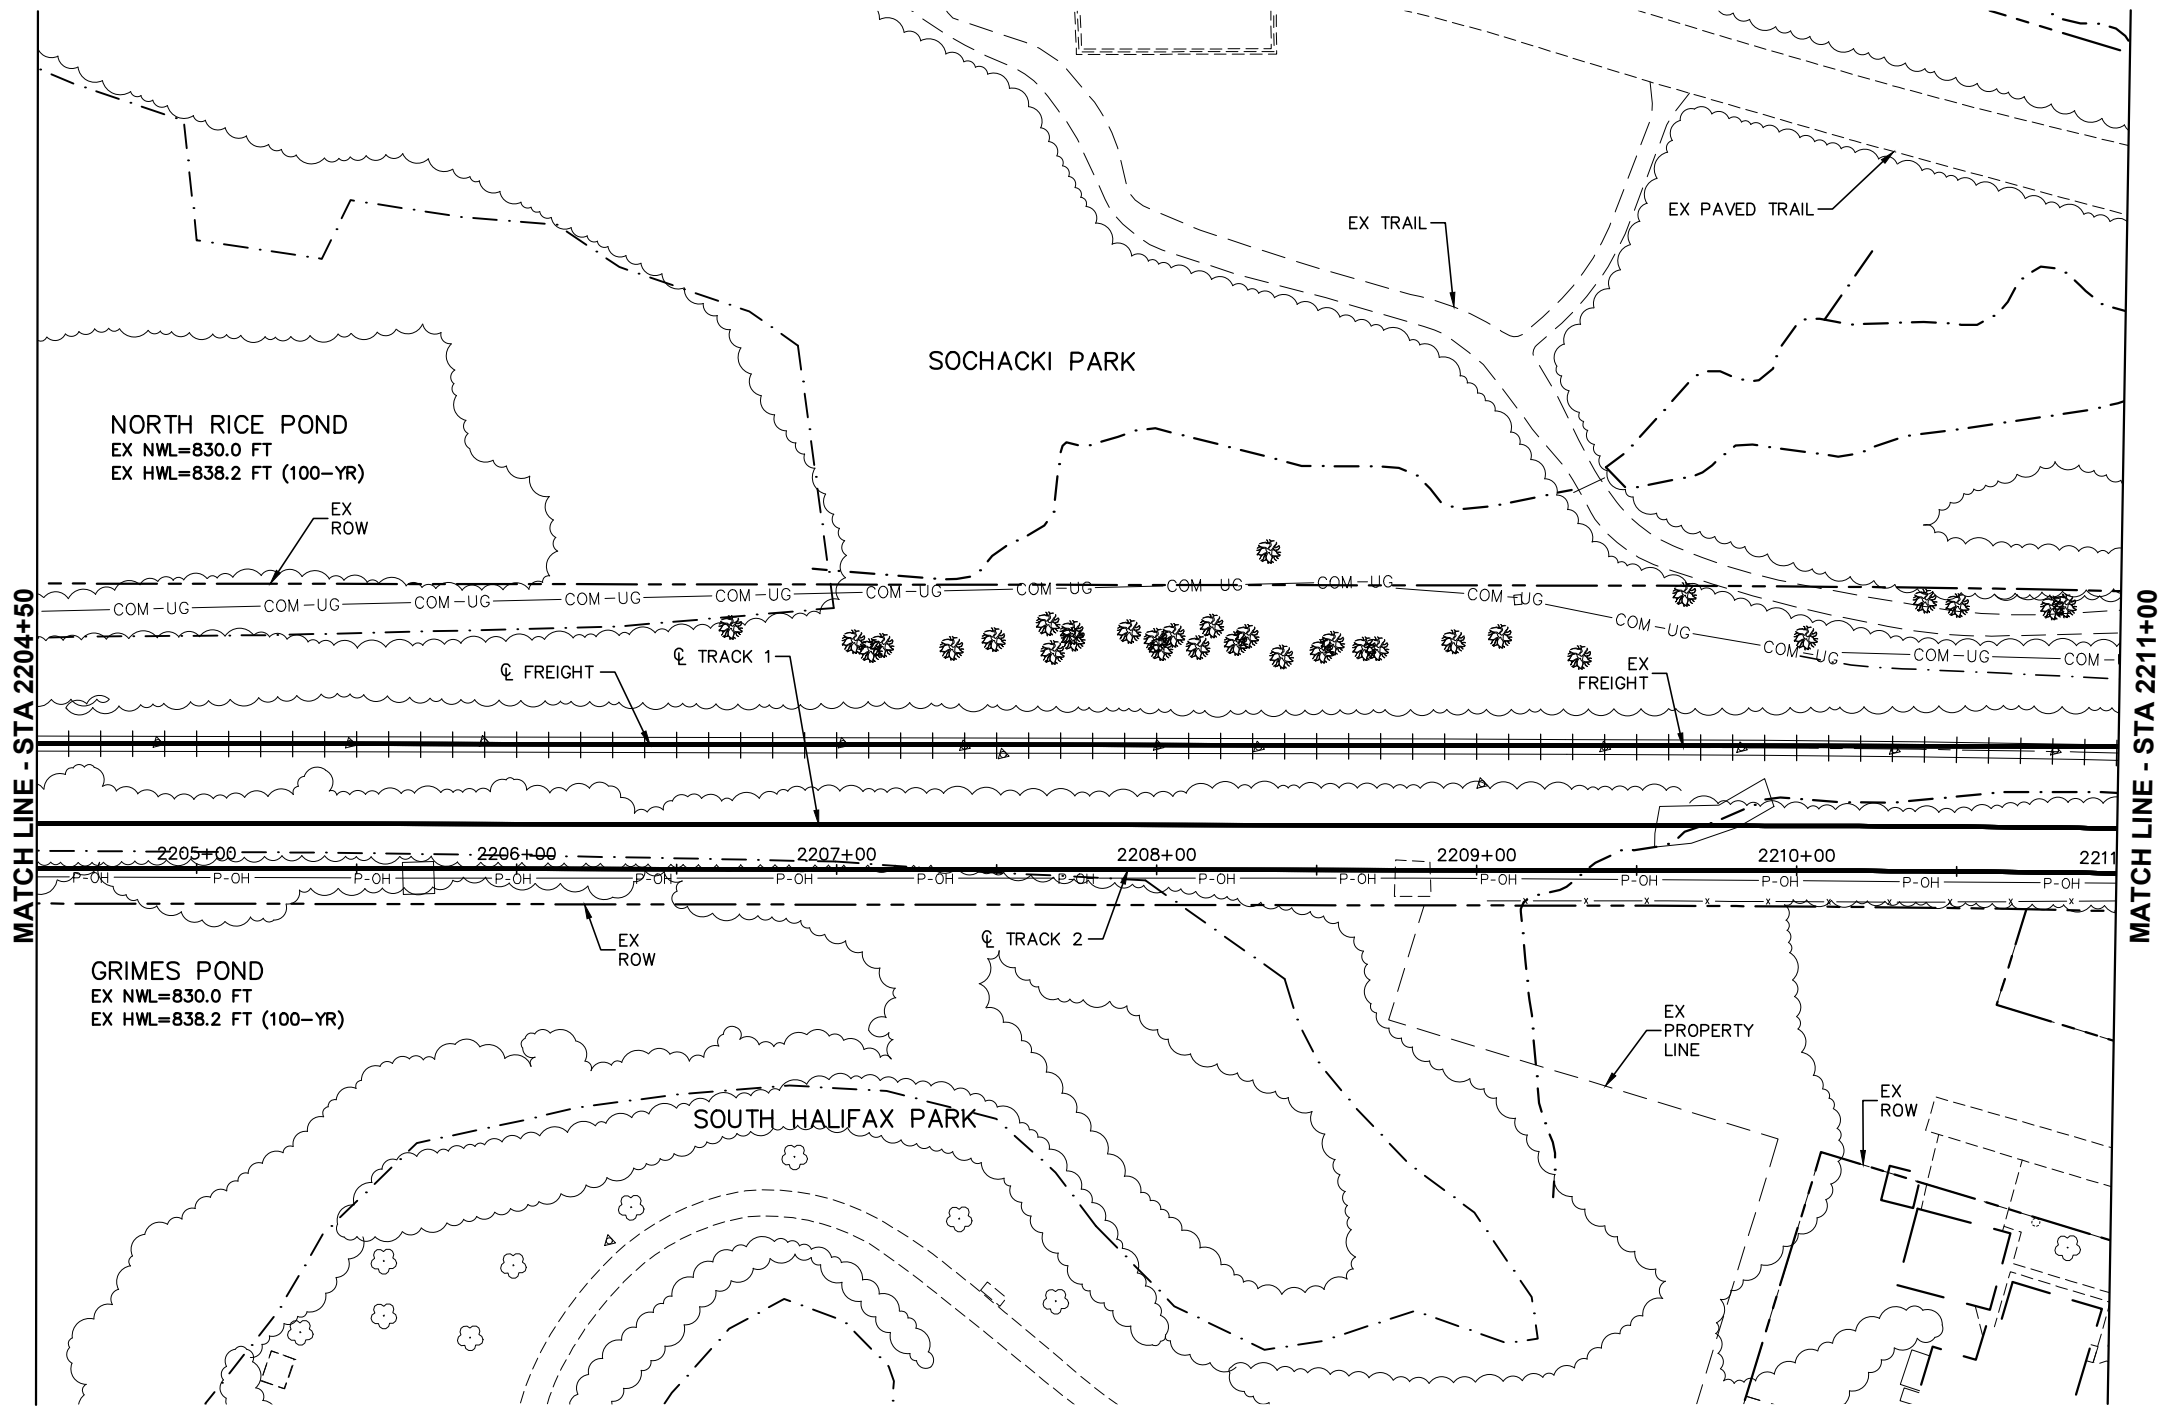 EX TRAIL
EX PAVED TRAIL
SOCHACKI PARK
NORTH RICE POND
EX NWL=830.0 FT
EX HWL=838.2 FT (100-YR)
EX
ROW
MATCH LINE - STA 2204+50
MATCH LINE - STA 2211+00
COM-UG COM-UG COM-UG COM-UG COM-UG COM-UG COM-UG COM-UG COM-UG COM-UG COM-UG COM-UG COM-UG COM-
℄ TRACK 1
℄ FREIGHT
EX
FREIGHT
2205+00 2206+00 2207+00 2208+00 2209+00 2210+00 2211
P-OH P-OH P-OH P-OH P-OH P-OH P-OH P-OH P-OH P-OH P-OH P-OH P-OH P-OH P-OH
x x x x x x x x x x
EX
ROW
℄ TRACK 2
GRIMES POND
EX NWL=830.0 FT
EX HWL=838.2 FT (100-YR)
EX
PROPERTY
LINE
EX
ROW
SOUTH HALIFAX PARK